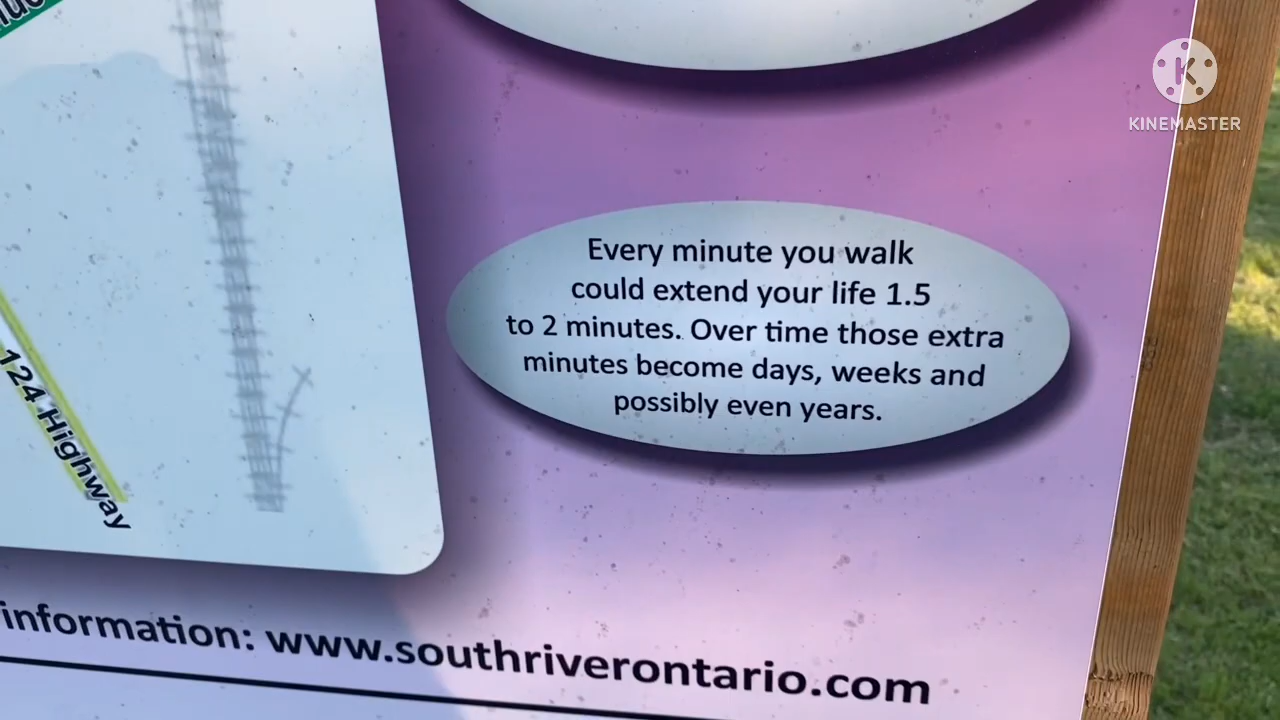 KINEMASTER
Every minute you walk
could extend your life 1.5
to 2 minutes. Over time those extra
minutes become days, weeks and
possibly even years.
124 Highway
information: www.southriverontario.com